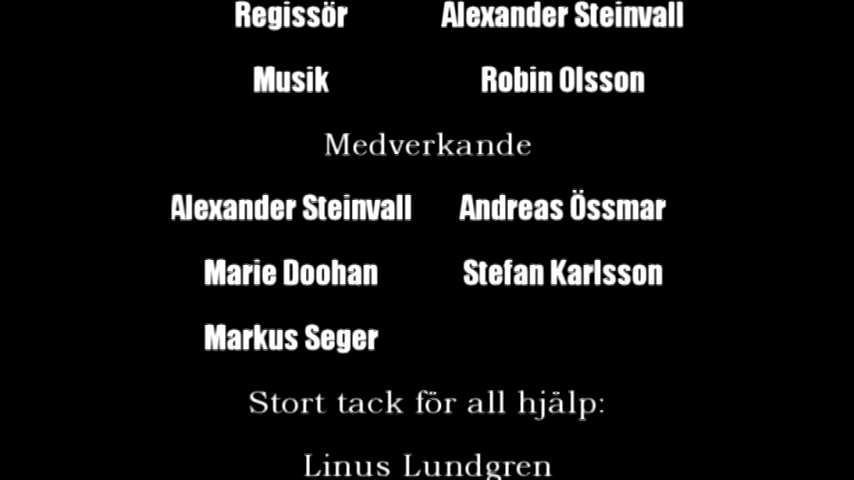 Regissör Alexander Steinvall
Musik Robin Olsson
Medverkande
Alexander Steinvall Andreas Össmar
Marie Doohan Stefan Karlsson
Markus Seger
Stort tack för all hjälp:
Linus Lundgren